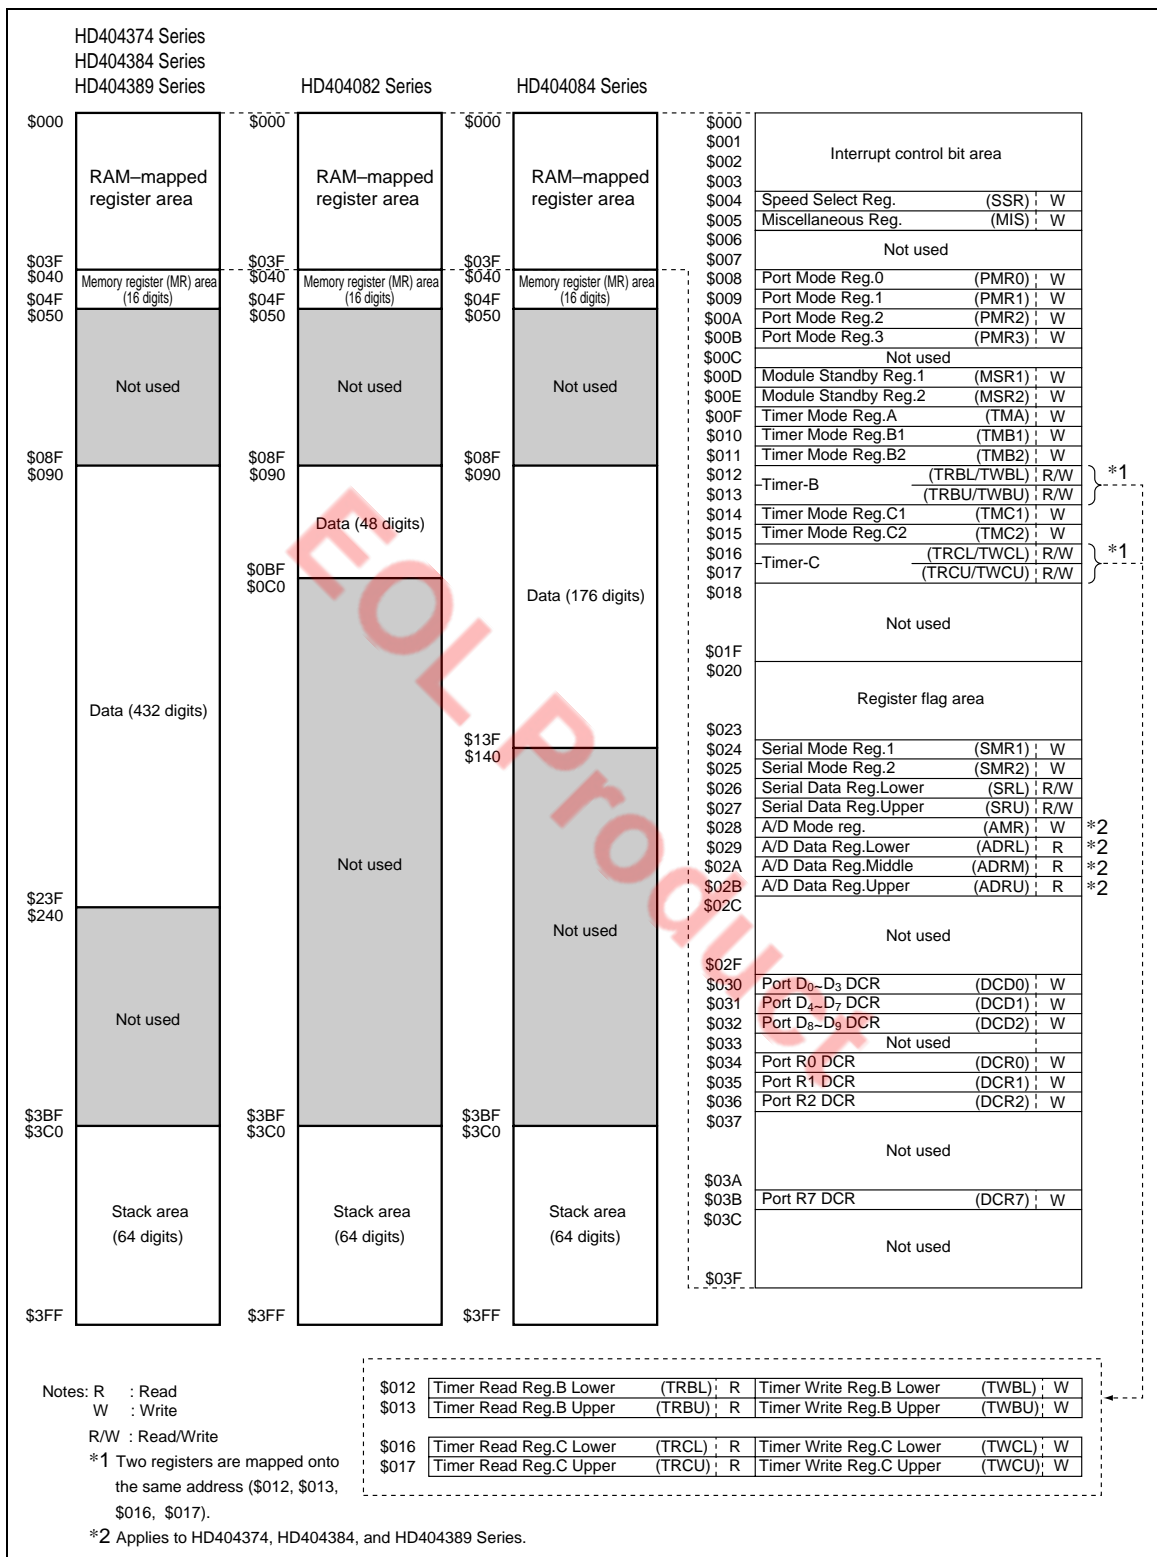 HD404374 Series
HD404384 Series
HD404389 Series
HD404082 Series
HD404084 Series
$000
RAM–mapped
register area
$03F
$040
Memory register (MR) area
(16 digits)
$04F
$050
Not used
$08F
$090
Data (432 digits)
$23F
$240
Not used
$3BF
$3C0
Stack area
(64 digits)
$3FF
$000
RAM–mapped
register area
$03F
$040
Memory register (MR) area
(16 digits)
$04F
$050
Not used
$08F
$090
Data (48 digits)
$0BF
$0C0
Not used
$3BF
$3C0
Stack area
(64 digits)
$3FF
$000
RAM–mapped
register area
$03F
$040
Memory register (MR) area
(16 digits)
$04F
$050
Not used
$08F
$090
Data (176 digits)
$13F
$140
Not used
$3BF
$3C0
Stack area
(64 digits)
$3FF
$000
$001
Interrupt control bit area
$002
$003
$004 Speed Select Reg. (SSR) W
$005 Miscellaneous Reg. (MIS) W
$006
Not used
$007
$008 Port Mode Reg.0 (PMR0) W
$009 Port Mode Reg.1 (PMR1) W
$00A Port Mode Reg.2 (PMR2) W
$00B Port Mode Reg.3 (PMR3) W
$00C Not used
$00D Module Standby Reg.1 (MSR1) W
$00E Module Standby Reg.2 (MSR2) W
$00F Timer Mode Reg.A (TMA) W
$010 Timer Mode Reg.B1 (TMB1) W
$011 Timer Mode Reg.B2 (TMB2) W
$012 (TRBL/TWBL) R/W *1
Timer-B
$013 (TRBU/TWBU) R/W
$014 Timer Mode Reg.C1 (TMC1) W
$015 Timer Mode Reg.C2 (TMC2) W
$016 (TRCL/TWCL) R/W *1
Timer-C
$017 (TRCU/TWCU) R/W
$018
Not used
$01F
$020
Register flag area
$023
$024 Serial Mode Reg.1 (SMR1) W
$025 Serial Mode Reg.2 (SMR2) W
$026 Serial Data Reg.Lower (SRL) R/W
$027 Serial Data Reg.Upper (SRU) R/W
$028 A/D Mode reg. (AMR) W *2
$029 A/D Data Reg.Lower (ADRL) R *2
$02A A/D Data Reg.Middle (ADRM) R *2
$02B A/D Data Reg.Upper (ADRU) R *2
$02C
Not used
$02F
$030 Port D0~D3 DCR (DCD0) W
$031 Port D4~D7 DCR (DCD1) W
$032 Port D8~D9 DCR (DCD2) W
$033 Not used
$034 Port R0 DCR (DCR0) W
$035 Port R1 DCR (DCR1) W
$036 Port R2 DCR (DCR2) W
$037
Not used
$03A
$03B Port R7 DCR (DCR7) W
$03C
Not used
$03F
EOL Product
$012 Timer Read Reg.B Lower (TRBL) R Timer Write Reg.B Lower (TWBL) W
$013 Timer Read Reg.B Upper (TRBU) R Timer Write Reg.B Upper (TWBU) W
$016 Timer Read Reg.C Lower (TRCL) R Timer Write Reg.C Lower (TWCL) W
$017 Timer Read Reg.C Upper (TRCU) R Timer Write Reg.C Upper (TWCU) W
Notes: R : Read
W : Write
R/W : Read/Write
*1 Two registers are mapped onto
the same address ($012, $013,
$016, $017).
*2 Applies to HD404374, HD404384, and HD404389 Series.